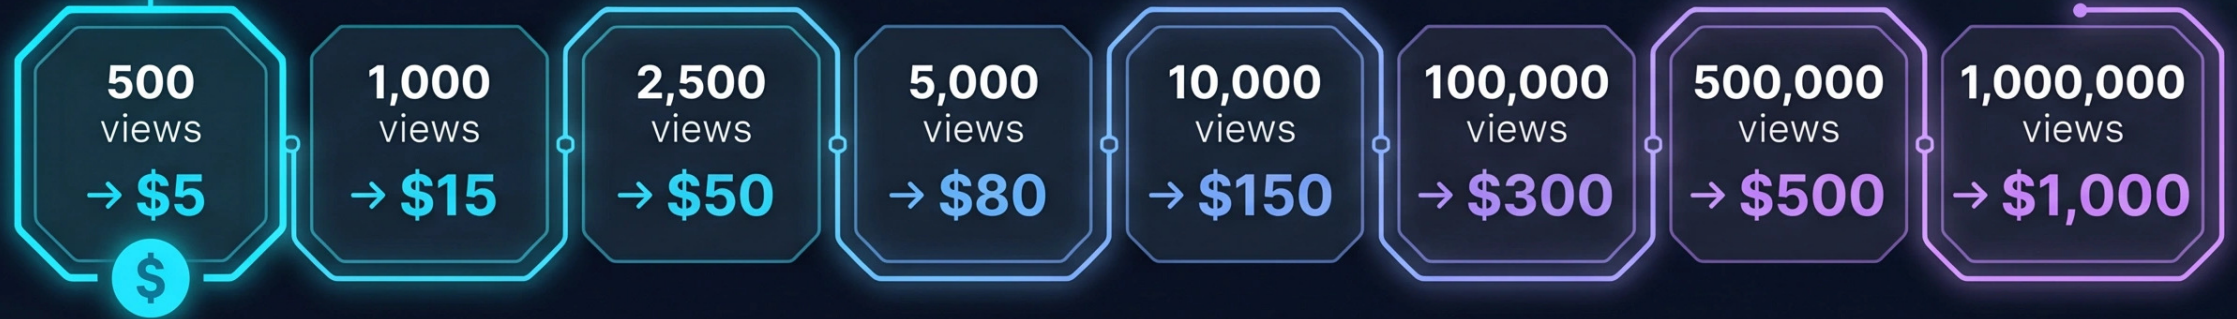 500
views
→ $5
$
1,000
views
→ $15
2,500
views
→ $50
5,000
views
→ $80
10,000
views
→ $150
100,000
views
→ $300
500,000
views
→ $500
1,000,000
views
→ $1,000